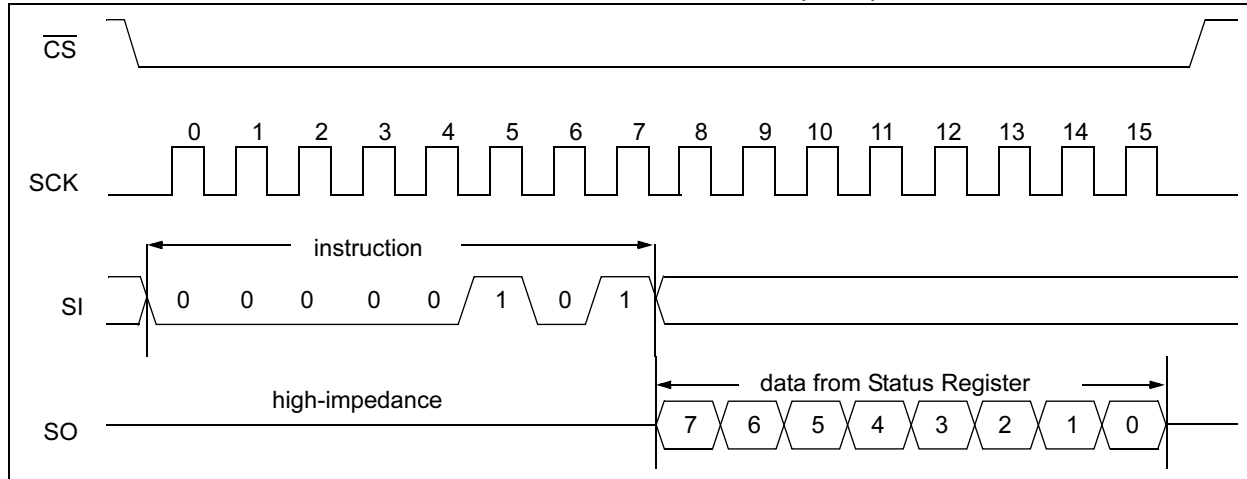 CS
0 1 2 3 4 5 6 7 8 9 10 11 12 13 14 15
SCK
instruction
SI 0 0 0 0 0 1 0 1
data from Status Register
high-impedance
SO 7 6 5 4 3 2 1 0